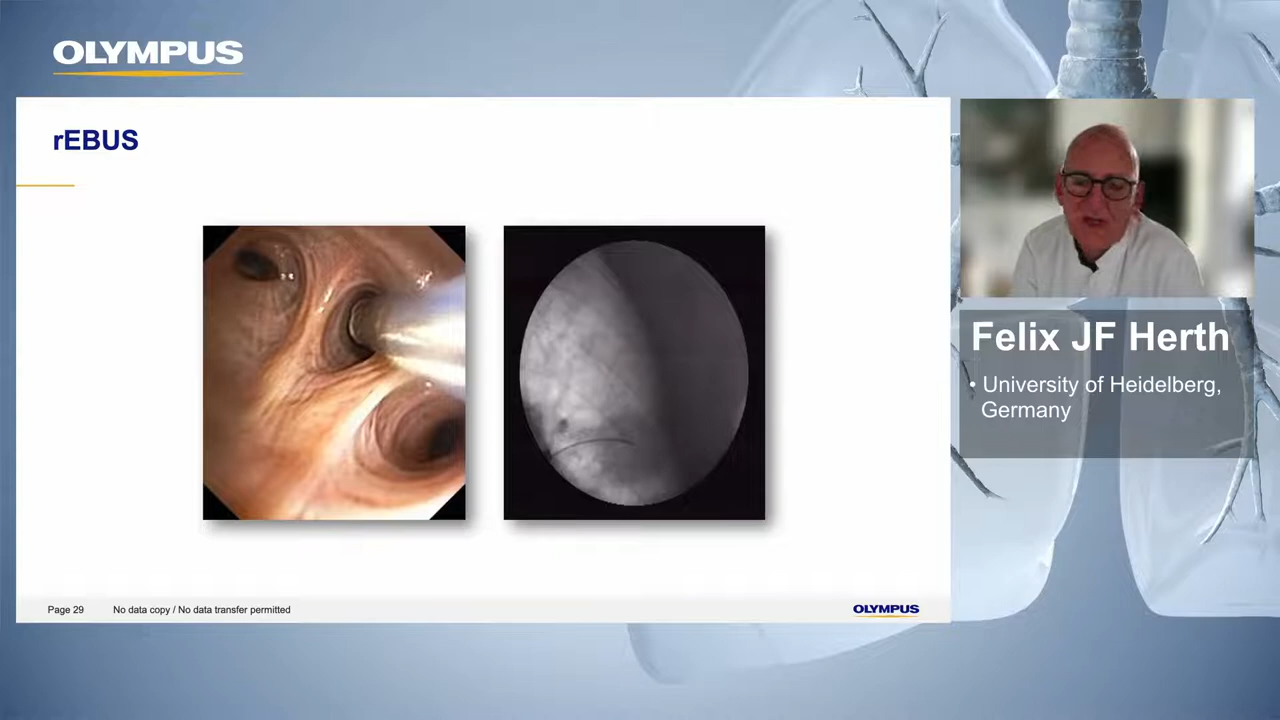 OLYMPUS
rEBUS
Felix JF Herth
• University of Heidelberg,
Germany
Page 29 No data copy / No data transfer permitted
OLYMPUS